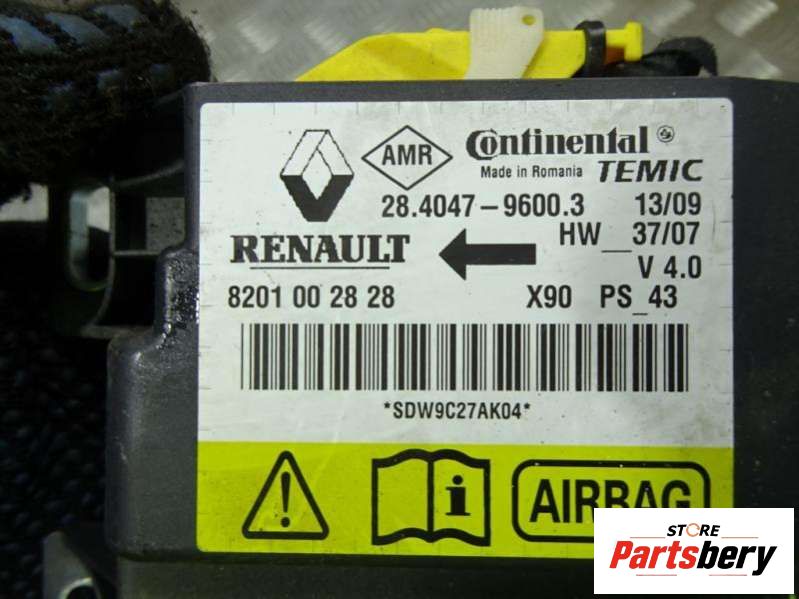 AMR
Continental
Made in Romania TEMIC
28.4047-9600.3 13/09
RENAULT
HW__37/07
V 4.0
8201 00 28 28 X90 PS_43
*SDW9C27AK04*
! i AIRBAG
STORE
Partsbery